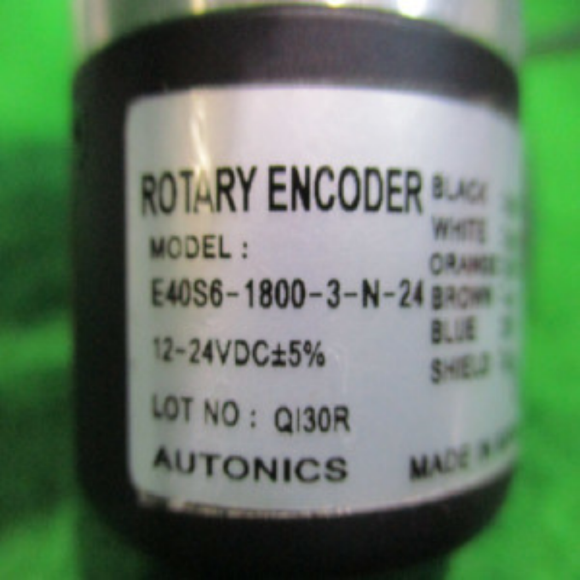 ROTARY ENCODER
MODEL :
E40S6-1800-3-N-24
12-24VDC±5%
LOT NO : QI30R
AUTONICS
BLACK
WHITE
ORANGE
BROWN
BLUE
SHIELD
MADE IN